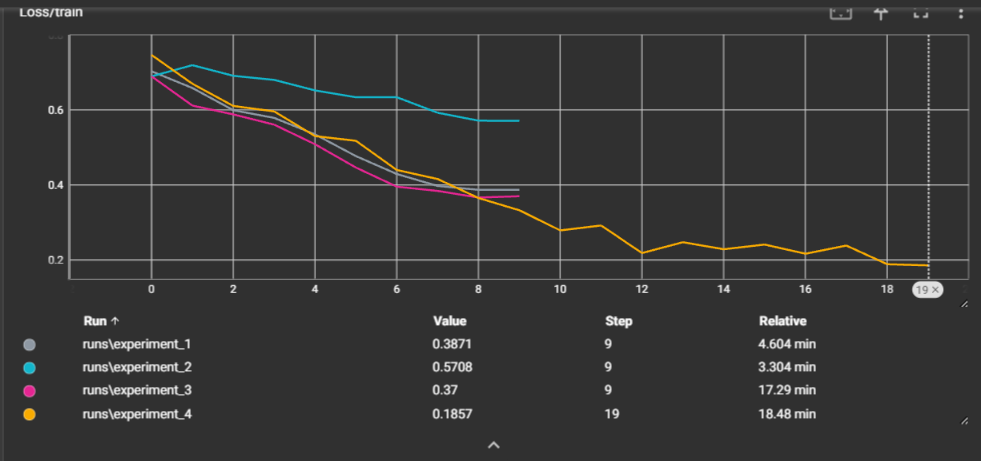 Loss/train
0.6
0.4
0.2
0 2 4 6 8 10 12 14 16 18 19 ×
Run ↑ Value Step Relative
runs\experiment_1 0.3871 9 4.604 min
runs\experiment_2 0.5708 9 3.304 min
runs\experiment_3 0.37 9 17.29 min
runs\experiment_4 0.1857 19 18.48 min